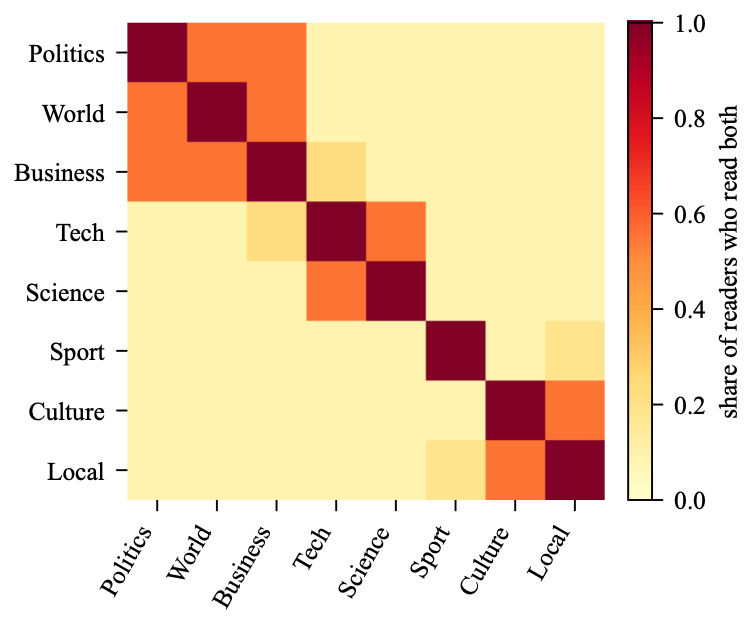 Politics
World
Business
Tech
Science
Sport
Culture
Local
Politics
World
Business
Tech
Science
Sport
Culture
Local
1.0
0.8
0.6
0.4
0.2
0.0
share of readers who read both